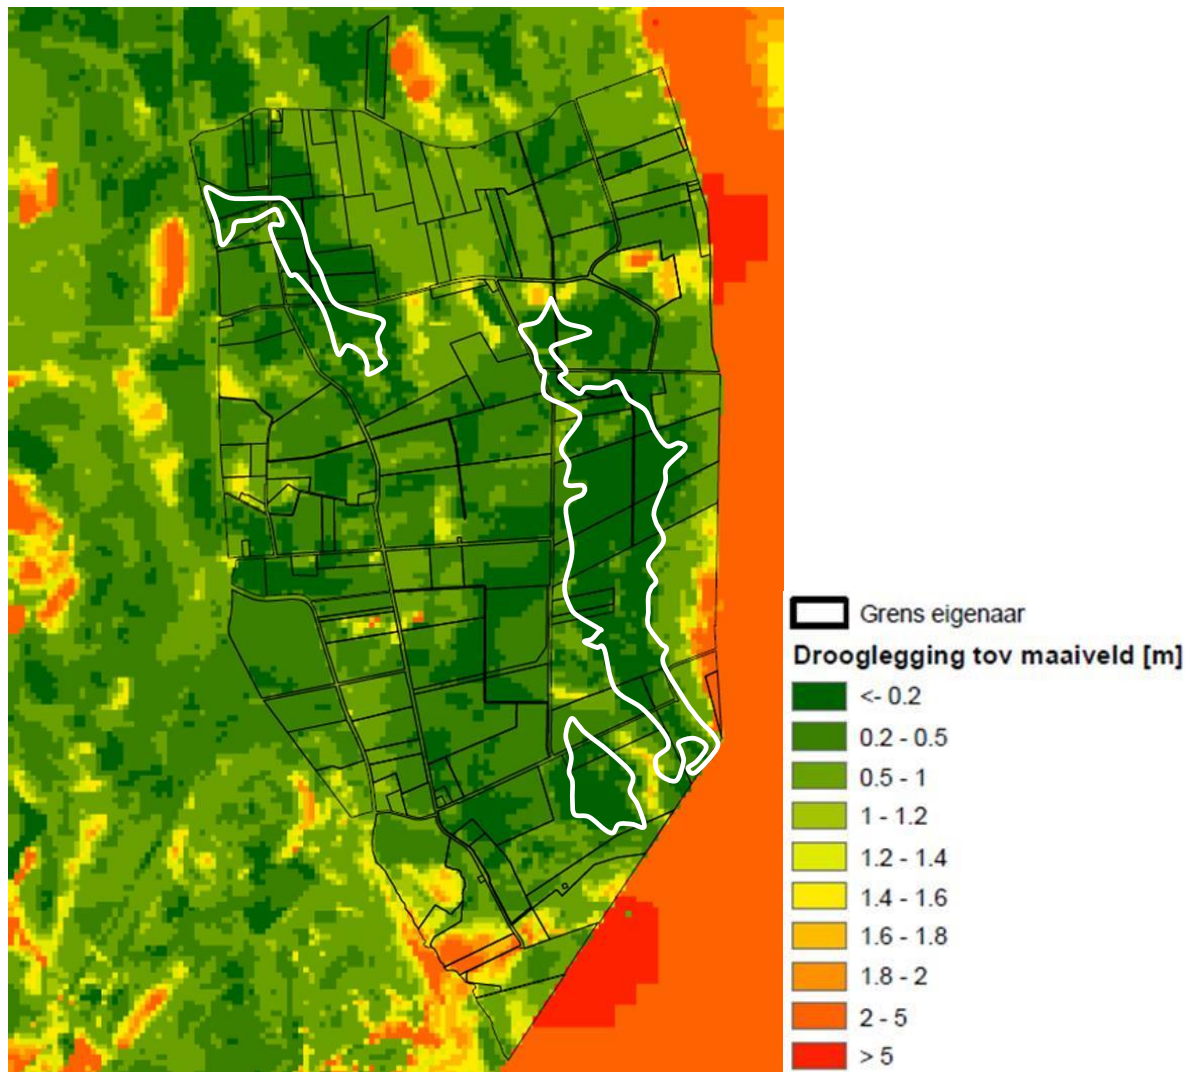 Grens eigenaar
Drooglegging tov maaiveld [m]
<- 0.2
0.2 - 0.5
0.5 - 1
1 - 1.2
1.2 - 1.4
1.4 - 1.6
1.6 - 1.8
1.8 - 2
2 - 5
> 5